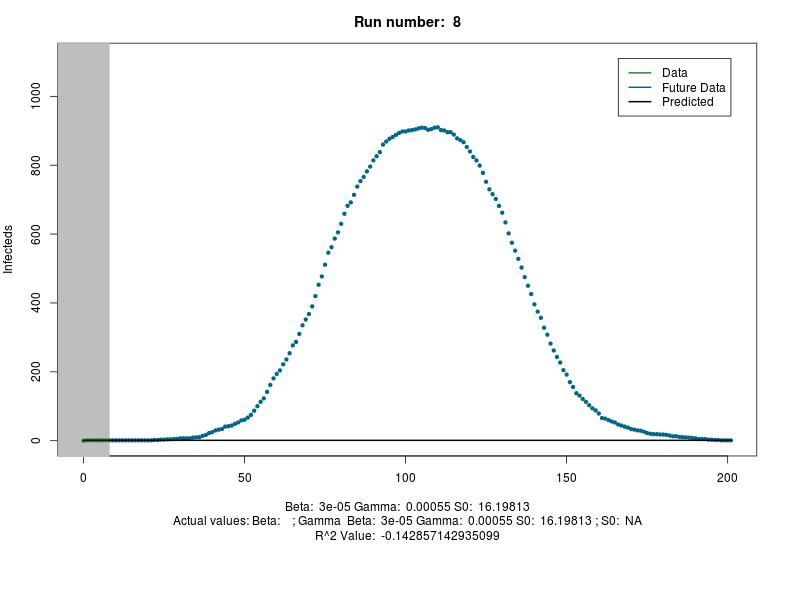 Run number: 8
Data
Future Data
Predicted
1000
800
600
400
200
0
Infecteds
0 50 100 150 200
Beta: 3e-05 Gamma: 0.00055 S0: 16.19813
Actual values: Beta: ; Gamma Beta: 3e-05 Gamma: 0.00055 S0: 16.19813 ; S0: NA
R^2 Value: -0.142857142935099